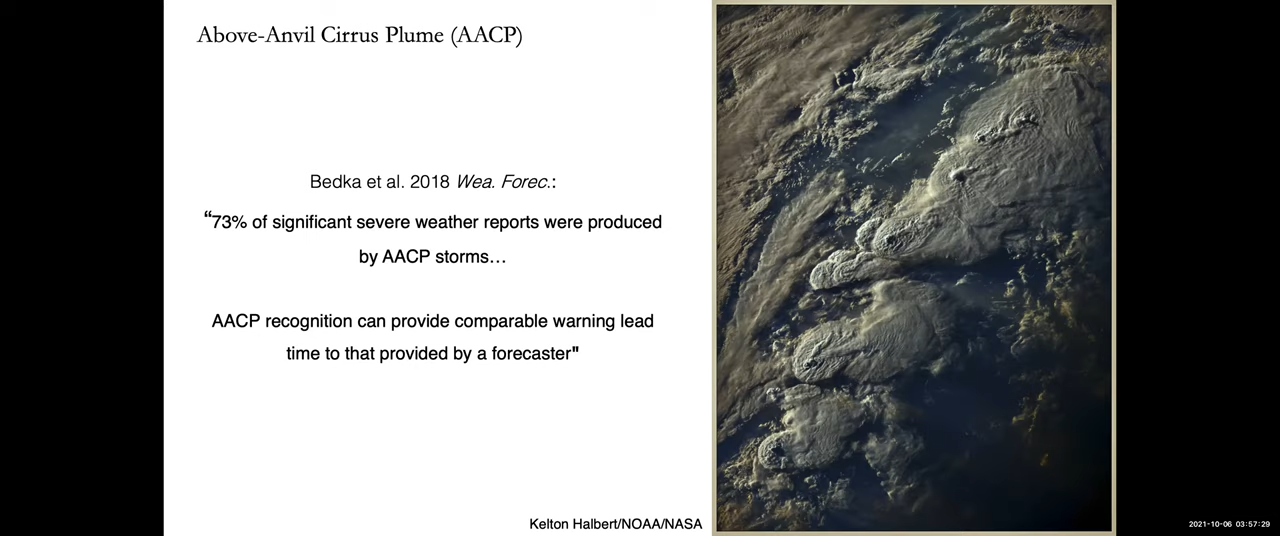 Above-Anvil Cirrus Plume (AACP)
Bedka et al. 2018 Wea. Forec.:
“73% of significant severe weather reports were produced
by AACP storms…
AACP recognition can provide comparable warning lead
time to that provided by a forecaster"
Kelton Halbert/NOAA/NASA
2021-10-06 03:57:29